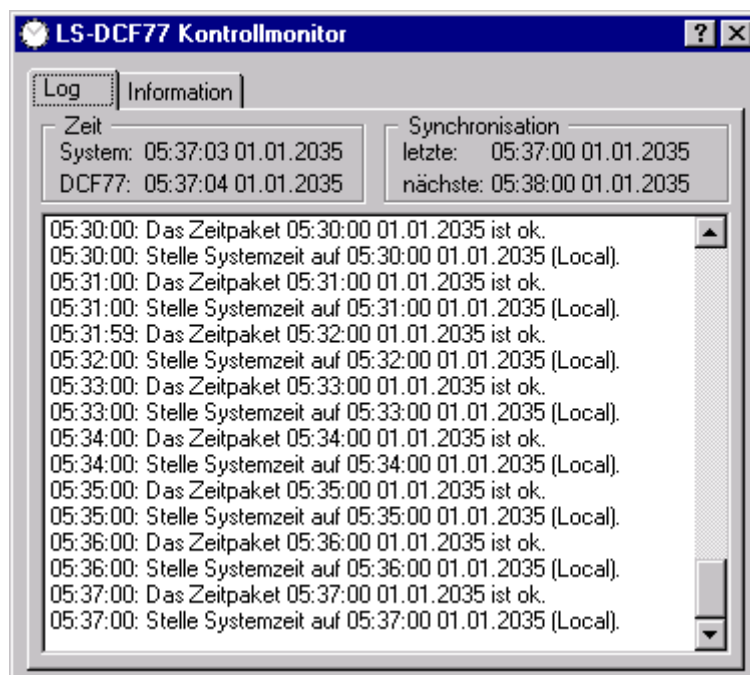 LS-DCF77 Kontrollmonitor
Log Information
Zeit
System: 05:37:03 01.01.2035
DCF77: 05:37:04 01.01.2035
Synchronisation
letzte: 05:37:00 01.01.2035
nächste: 05:38:00 01.01.2035
05:30:00: Das Zeitpaket 05:30:00 01.01.2035 ist ok.
05:30:00: Stelle Systemzeit auf 05:30:00 01.01.2035 (Local).
05:31:00: Das Zeitpaket 05:31:00 01.01.2035 ist ok.
05:31:00: Stelle Systemzeit auf 05:31:00 01.01.2035 (Local).
05:31:59: Das Zeitpaket 05:32:00 01.01.2035 ist ok.
05:32:00: Stelle Systemzeit auf 05:32:00 01.01.2035 (Local).
05:33:00: Das Zeitpaket 05:33:00 01.01.2035 ist ok.
05:33:00: Stelle Systemzeit auf 05:33:00 01.01.2035 (Local).
05:34:00: Das Zeitpaket 05:34:00 01.01.2035 ist ok.
05:34:00: Stelle Systemzeit auf 05:34:00 01.01.2035 (Local).
05:35:00: Das Zeitpaket 05:35:00 01.01.2035 ist ok.
05:35:00: Stelle Systemzeit auf 05:35:00 01.01.2035 (Local).
05:36:00: Das Zeitpaket 05:36:00 01.01.2035 ist ok.
05:36:00: Stelle Systemzeit auf 05:36:00 01.01.2035 (Local).
05:37:00: Das Zeitpaket 05:37:00 01.01.2035 ist ok.
05:37:00: Stelle Systemzeit auf 05:37:00 01.01.2035 (Local).